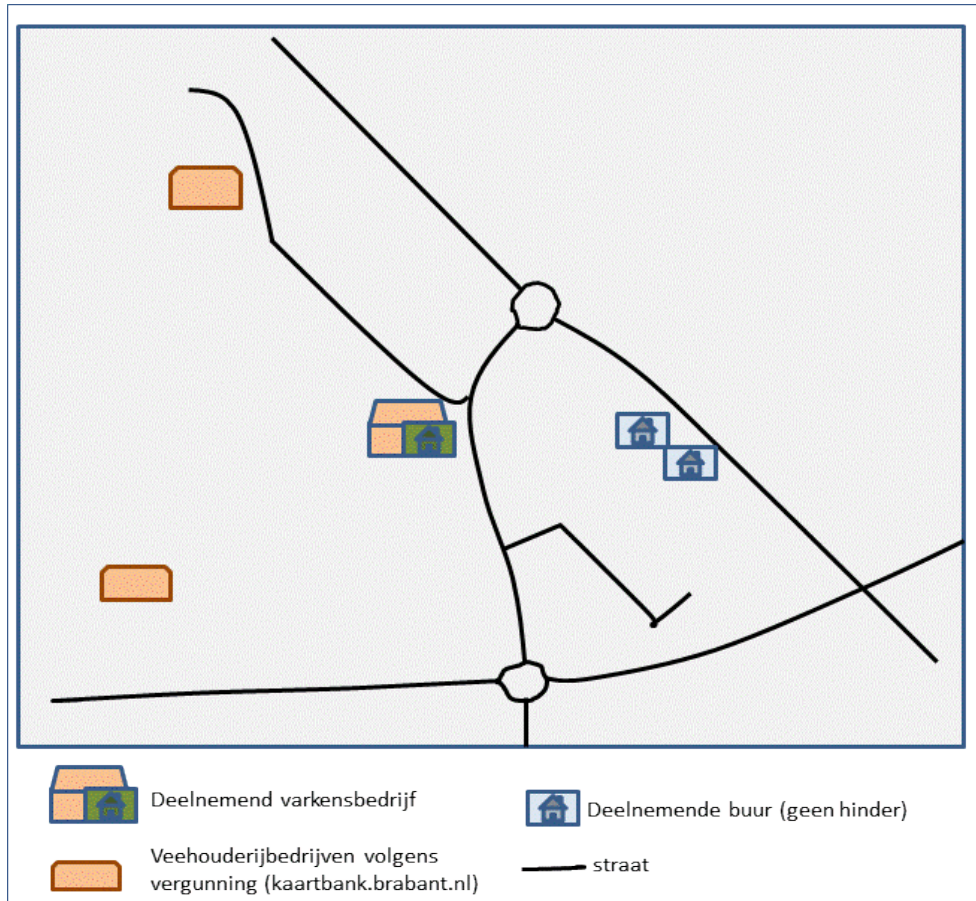 Deelnemend varkensbedrijf
Deelnemende buur (geen hinder)
Veehouderijbedrijven volgens
vergunning (kaartbank.brabant.nl)
straat